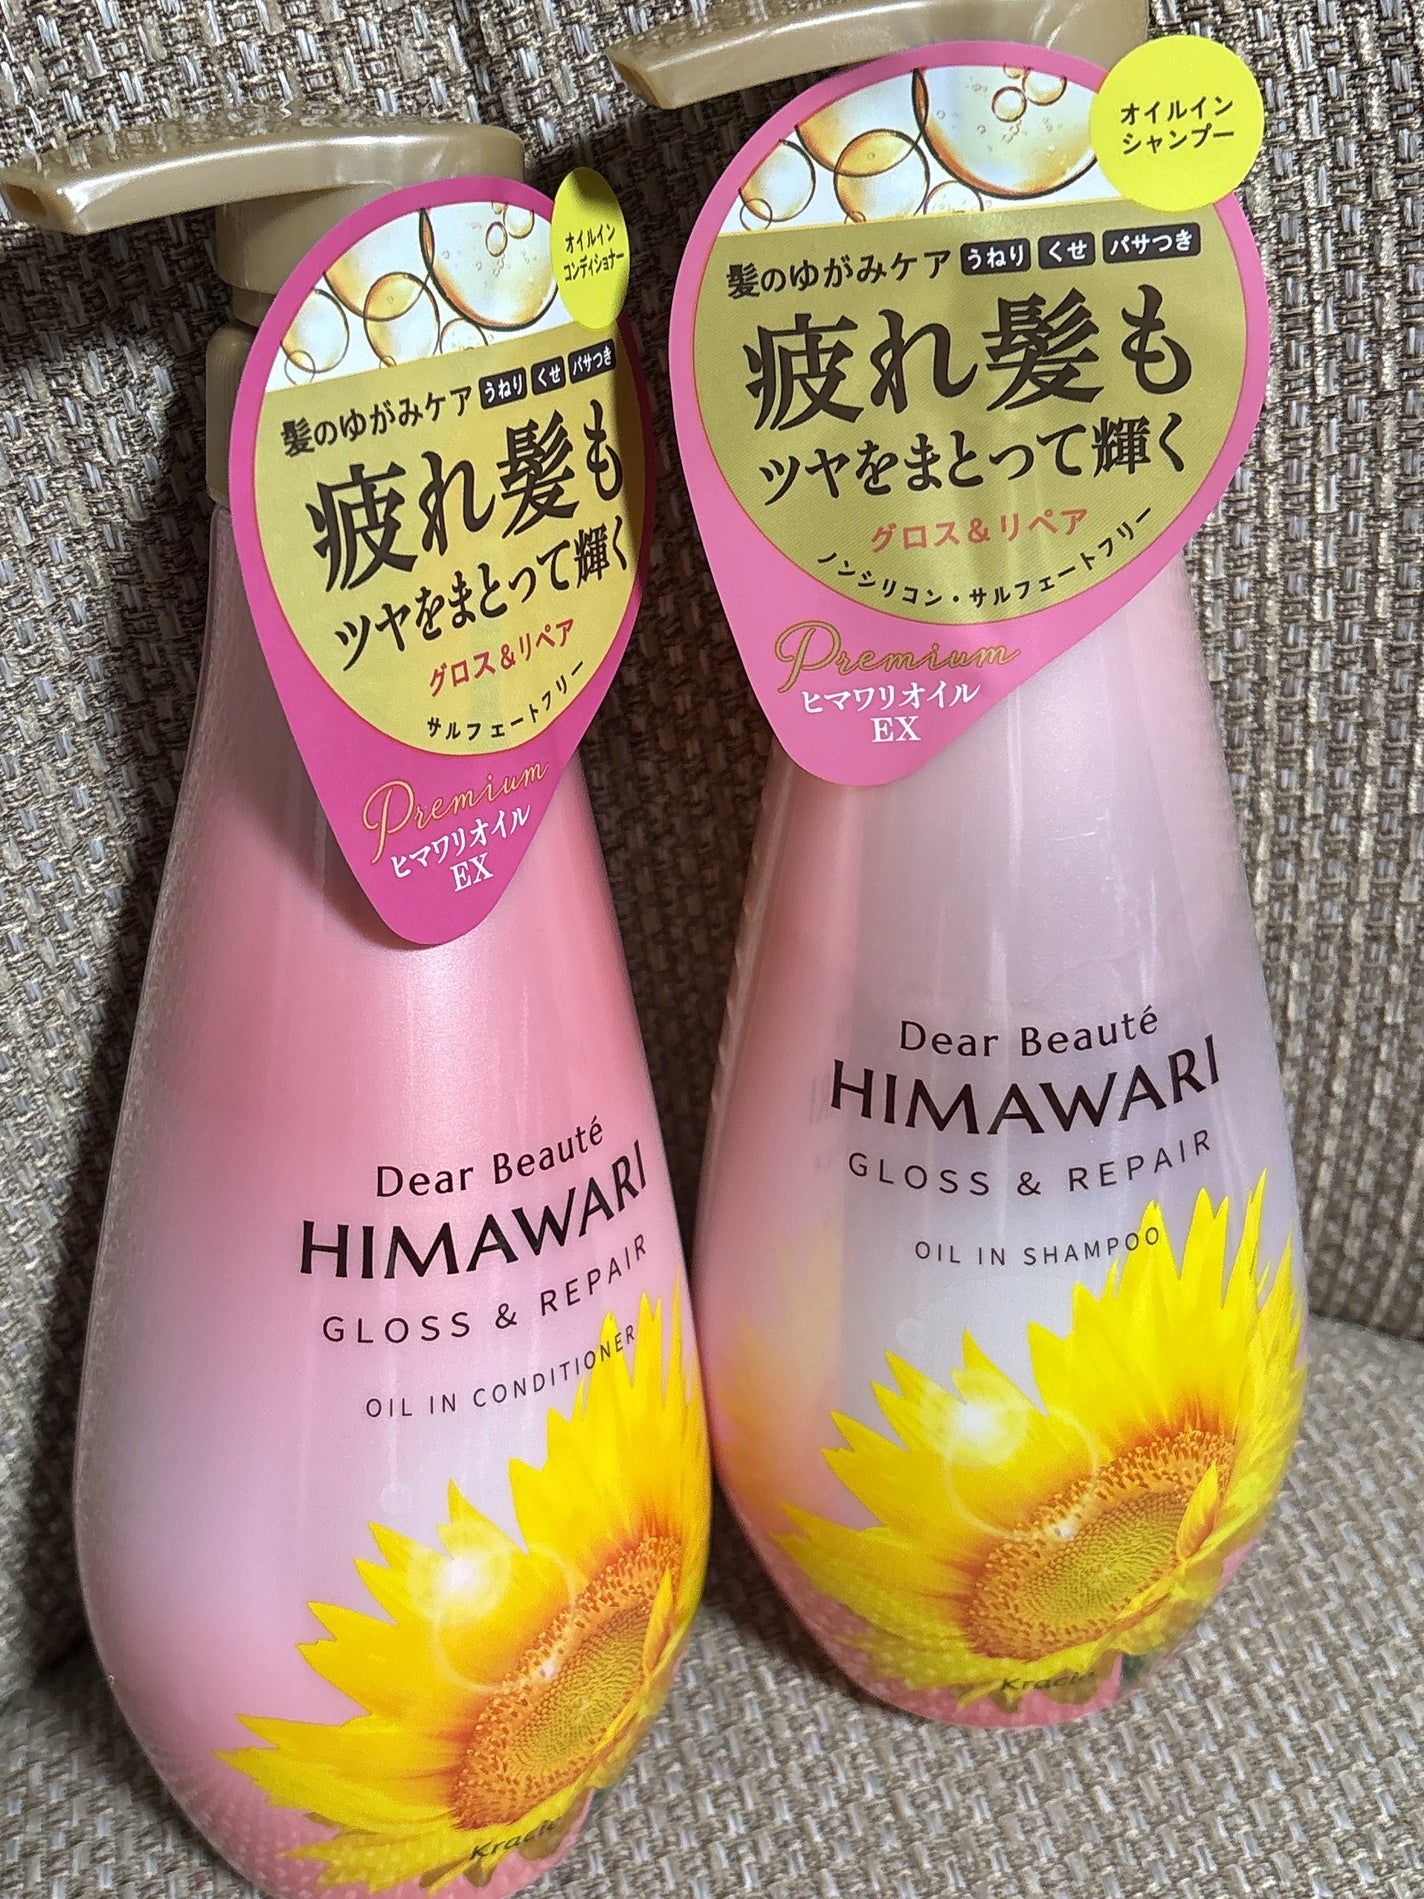 オイルイン
コンディショナー
髪のゆがみケア うねり くせ パサつき
疲れ髪も
ツヤをまとって輝く
グロス&リペア
サルフェートフリー
Premium
ヒマワリオイル
EX
Dear Beauté
HIMAWARI
GLOSS & REPAIR
OIL IN CONDITIONER
オイルイン
シャンプー
髪のゆがみケア うねり くせ パサつき
疲れ髪も
ツヤをまとって輝く
グロス&リペア
ノンシリコン・サルフェートフリー
Premium
ヒマワリオイル
EX
Dear Beauté
HIMAWARI
GLOSS & REPAIR
OIL IN SHAMPOO